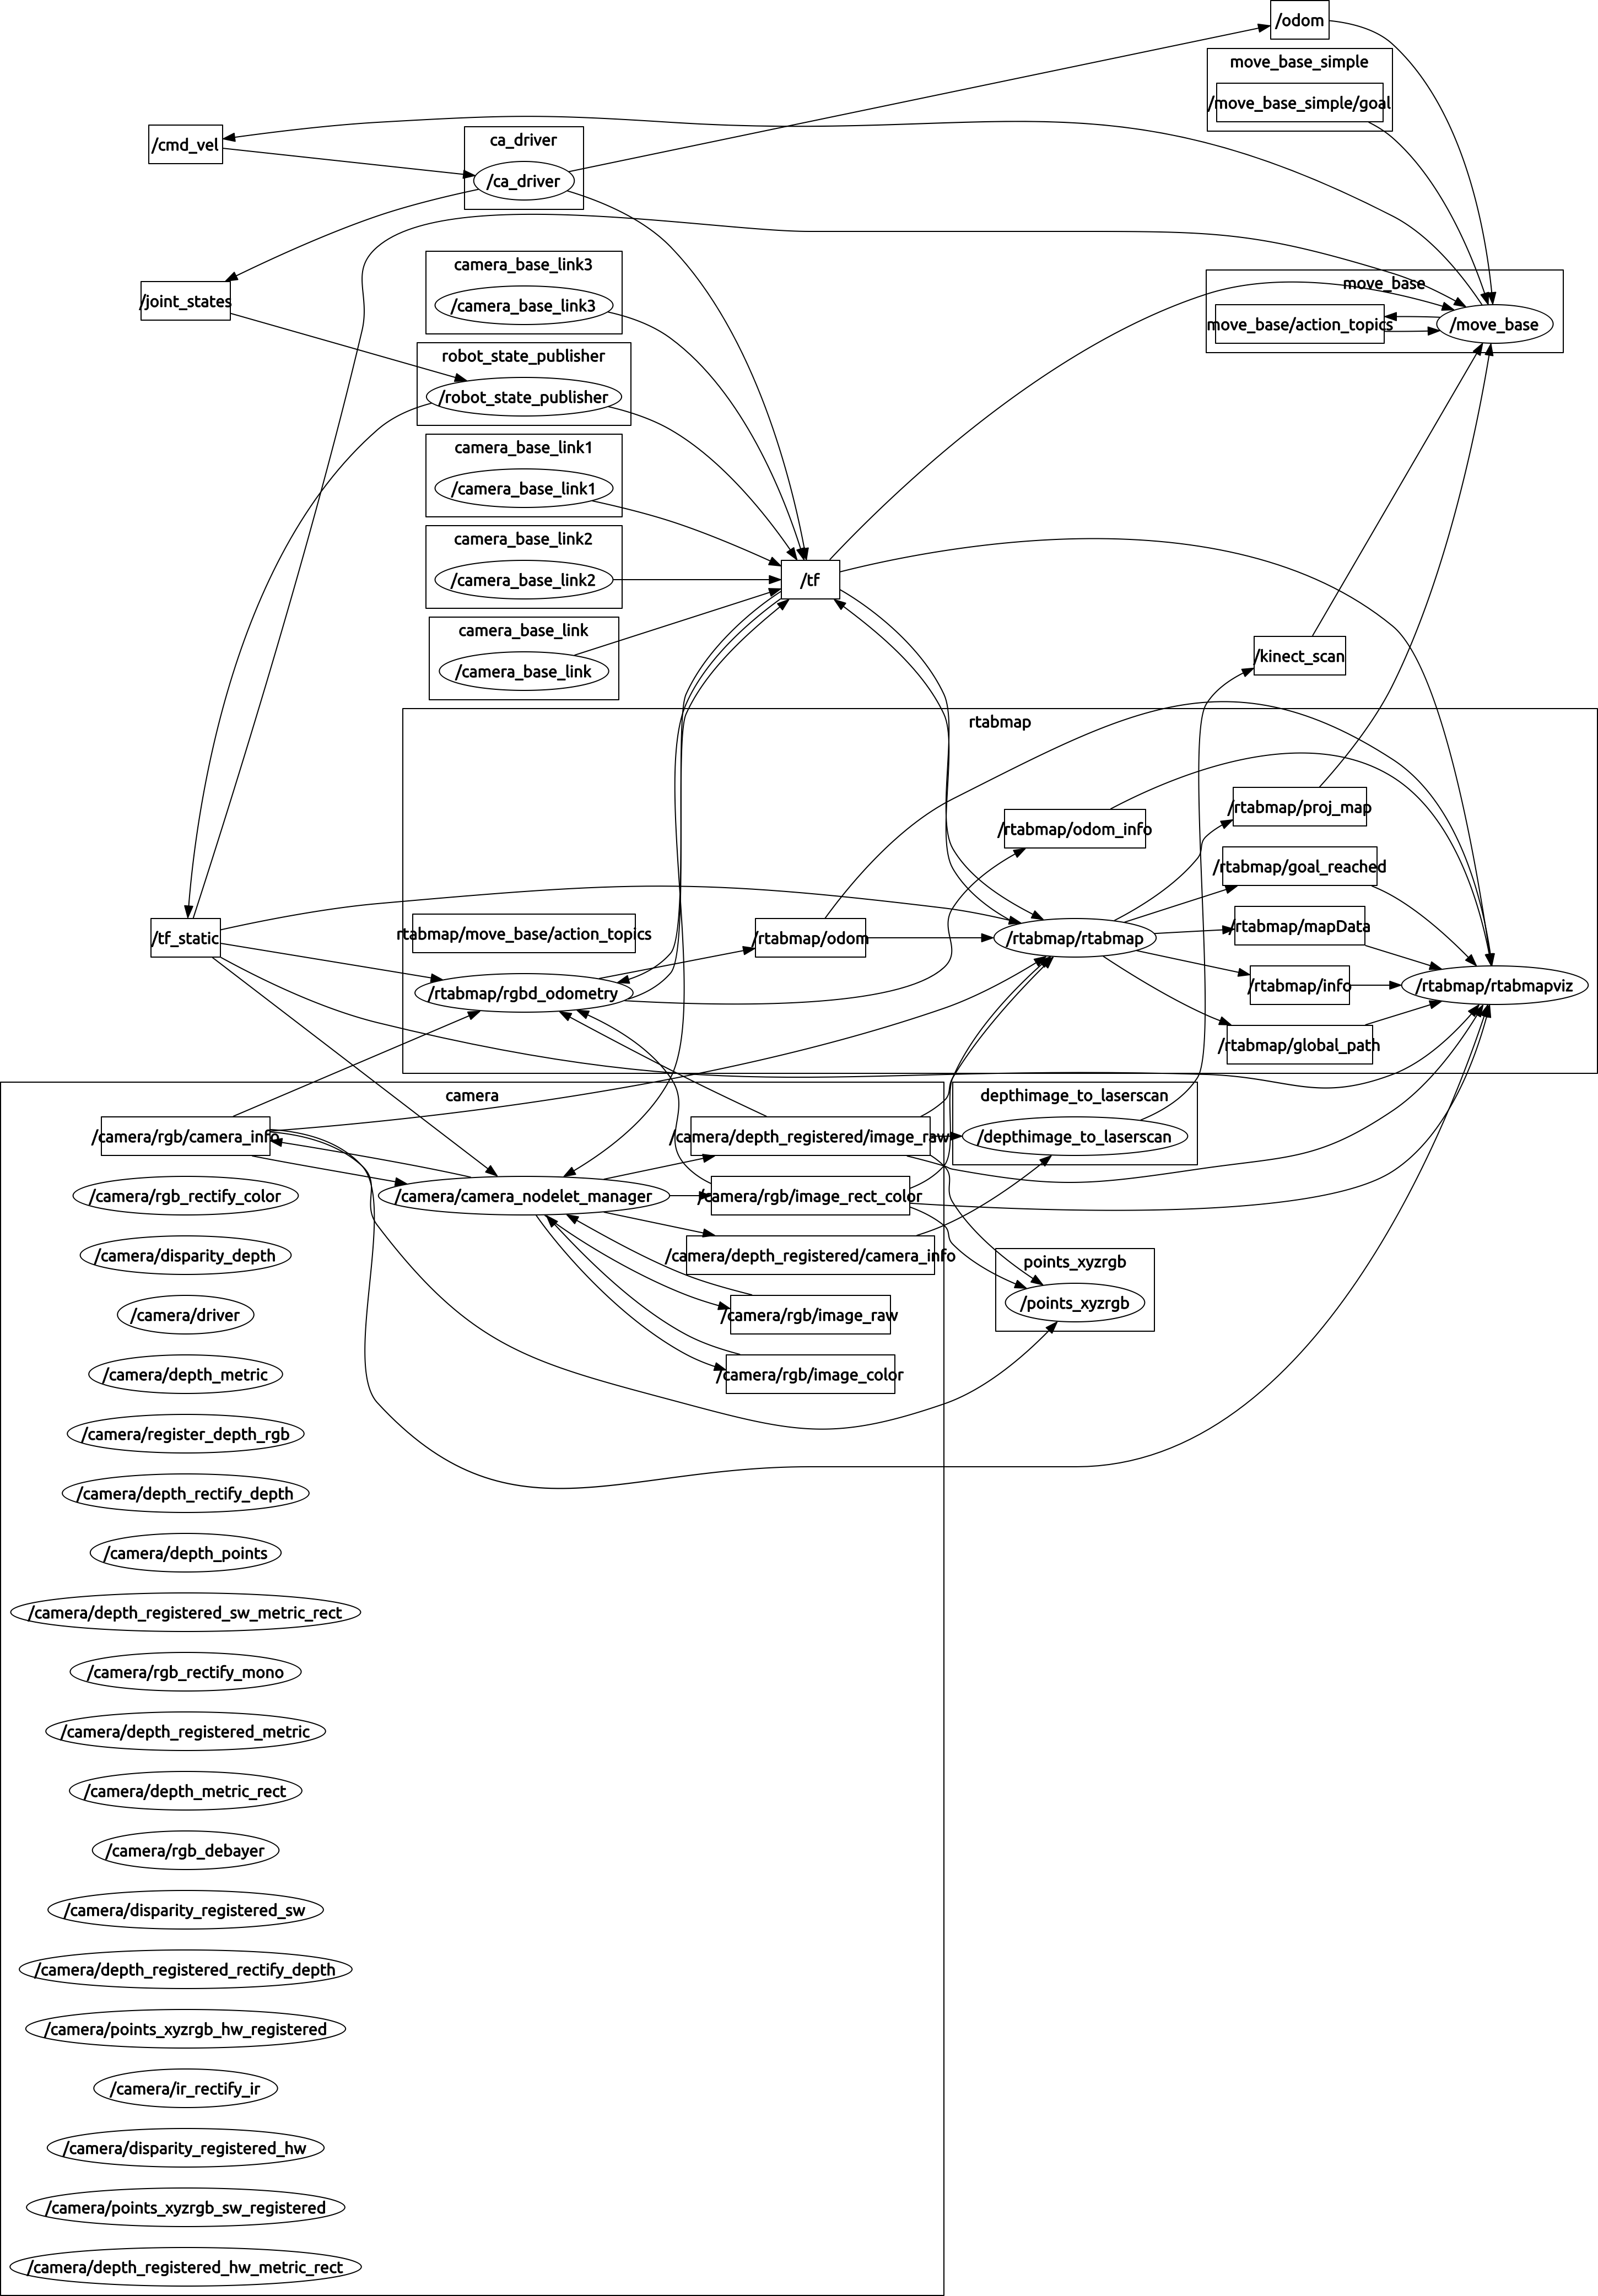 /odom
move_base_simple
/move_base_simple/goal
/cmd_vel
ca_driver
/ca_driver
camera_base_link3
/camera_base_link3
/joint_states
move_base
move_base/action_topics
/move_base
robot_state_publisher
/robot_state_publisher
camera_base_link1
/camera_base_link1
camera_base_link2
/camera_base_link2
/tf
camera_base_link
/camera_base_link
/kinect_scan
rtabmap
/rtabmap/proj_map
/rtabmap/odom_info
/rtabmap/goal_reached
/rtabmap/mapData
/tf_static
rtabmap/move_base/action_topics
/rtabmap/odom
/rtabmap/rtabmap
/rtabmap/info
/rtabmap/rtabmapviz
/rtabmap/rgbd_odometry
/rtabmap/global_path
camera
depthimage_to_laserscan
/camera/rgb/camera_info
/camera/depth_registered/image_raw
/depthimage_to_laserscan
/camera/rgb_rectify_color
/camera/camera_nodelet_manager
/camera/rgb/image_rect_color
/camera/disparity_depth
/camera/depth_registered/camera_info
points_xyzrgb
/points_xyzrgb
/camera/driver
/camera/rgb/image_raw
/camera/depth_metric
/camera/rgb/image_color
/camera/register_depth_rgb
/camera/depth_rectify_depth
/camera/depth_points
/camera/depth_registered_sw_metric_rect
/camera/rgb_rectify_mono
/camera/depth_registered_metric
/camera/depth_metric_rect
/camera/rgb_debayer
/camera/disparity_registered_sw
/camera/depth_registered_rectify_depth
/camera/points_xyzrgb_hw_registered
/camera/ir_rectify_ir
/camera/disparity_registered_hw
/camera/points_xyzrgb_sw_registered
/camera/depth_registered_hw_metric_rect